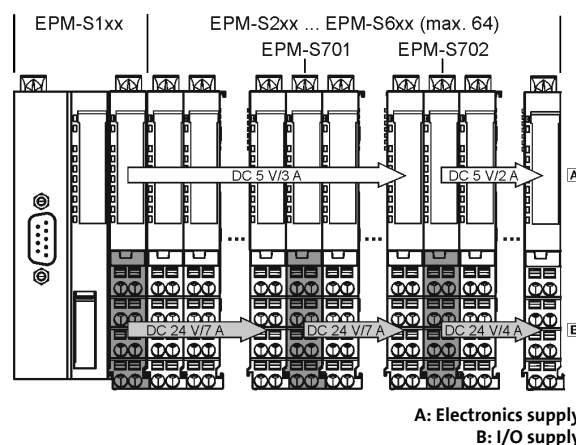 EPM-S1xx
EPM-S2xx ... EPM-S6xx (max. 64)
EPM-S701
EPM-S702
DC 5 V/3 A
DC 5 V/2 A
A
...
...
...
DC 24 V/7 A
DC 24 V/7 A
DC 24 V/4 A
B
A: Electronics supply
B: I/O supply